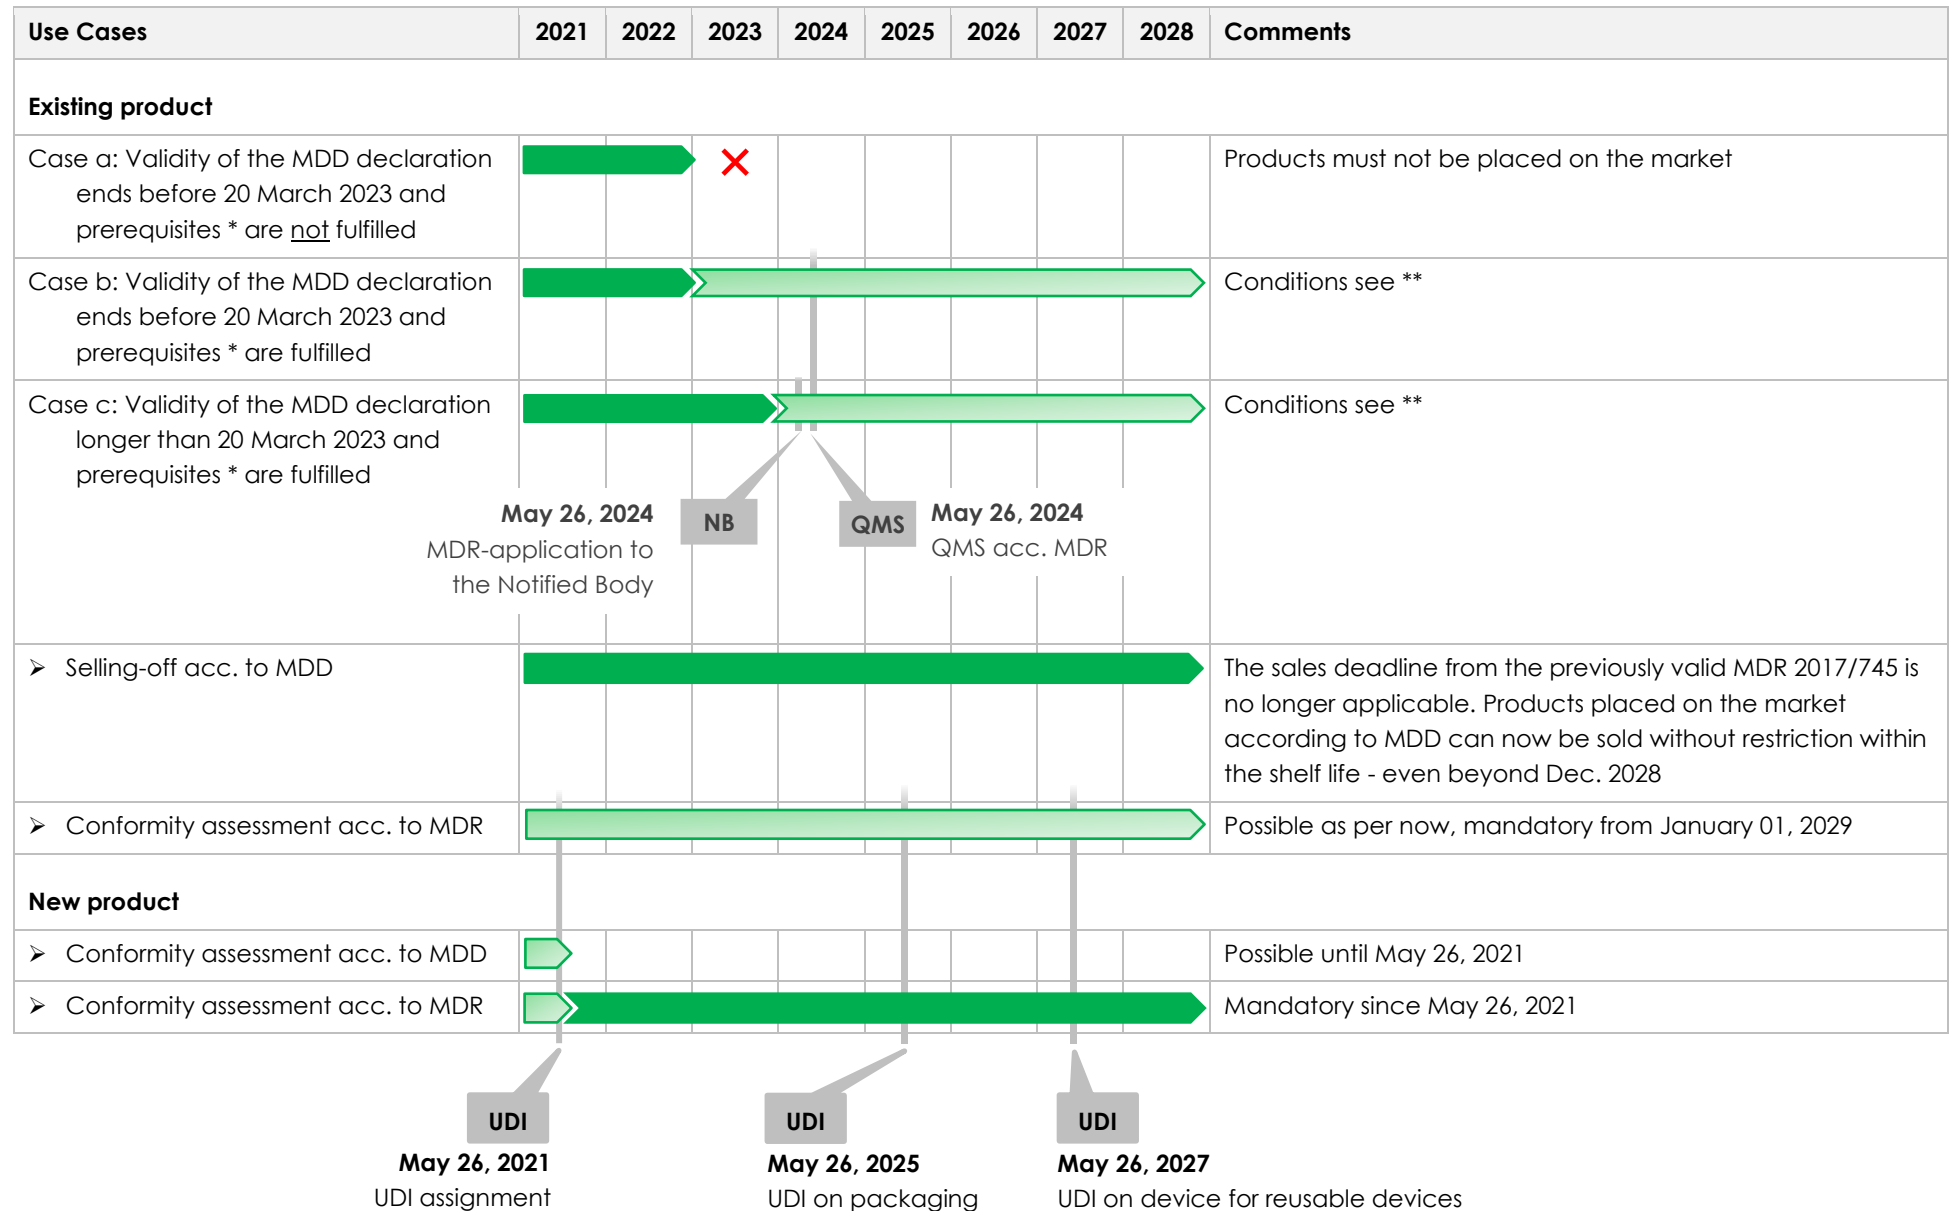 Use Cases 2021 2022 2023 2024 2025 2026 2027 2028 Comments
Existing product
Case a: Validity of the MDD declaration
ends before 20 March 2023 and
prerequisites * are not fulfilled
Products must not be placed on the market
Case b: Validity of the MDD declaration
ends before 20 March 2023 and
prerequisites * are fulfilled
Conditions see **
Case c: Validity of the MDD declaration
longer than 20 March 2023 and
prerequisites * are fulfilled
Conditions see **
May 26, 2024
MDR-application to
the Notified Body
NB
QMS
May 26, 2024
QMS acc. MDR
➢ Selling-off acc. to MDD
The sales deadline from the previously valid MDR 2017/745 is
no longer applicable. Products placed on the market
according to MDD can now be sold without restriction within
the shelf life - even beyond Dec. 2028
➢ Conformity assessment acc. to MDR
Possible as per now, mandatory from January 01, 2029
New product
➢ Conformity assessment acc. to MDD
Possible until May 26, 2021
➢ Conformity assessment acc. to MDR
Mandatory since May 26, 2021
UDI
May 26, 2021
UDI assignment
UDI
May 26, 2025
UDI on packaging
UDI
May 26, 2027
UDI on device for reusable devices